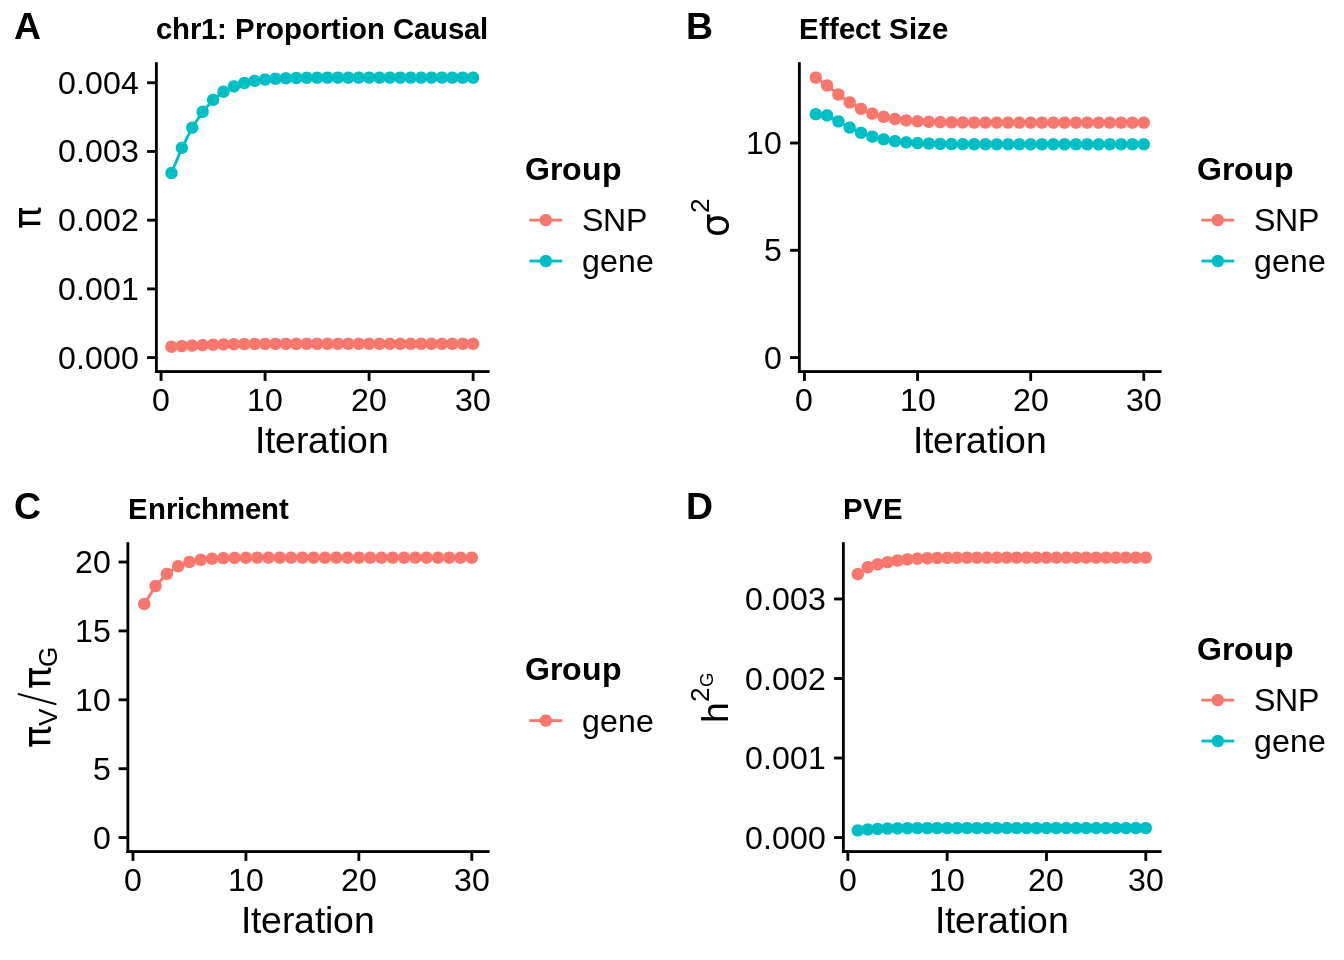 A
chr1: Proportion Causal
0.004
0.003
0.002
0.001
0.000
π
0 10 20 30
Iteration
Group
SNP
gene
B
Effect Size
10
5
0
σ²
0 10 20 30
Iteration
Group
SNP
gene
C
Enrichment
20
15
10
5
0
πV/πG
0 10 20 30
Iteration
Group
gene
D
PVE
0.003
0.002
0.001
0.000
h2G
0 10 20 30
Iteration
Group
SNP
gene